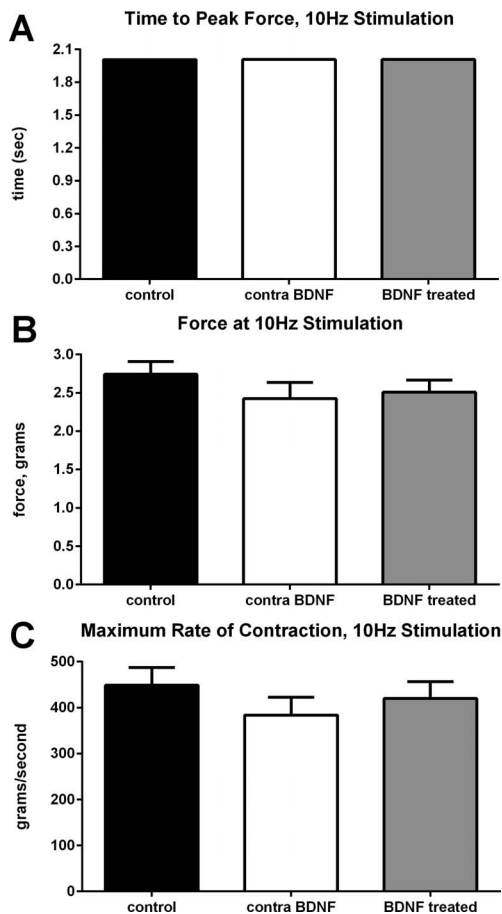 A
Time to Peak Force, 10Hz Stimulation
2.1
1.8
1.5
1.2
0.9
0.6
0.3
0.0
time (sec)
control contra BDNF BDNF treated
B
Force at 10Hz Stimulation
3.0
2.5
2.0
1.5
1.0
0.5
0.0
force, grams
control contra BDNF BDNF treated
C
Maximum Rate of Contraction, 10Hz Stimulation
500
400
300
200
100
0
grams/second
control contra BDNF BDNF treated